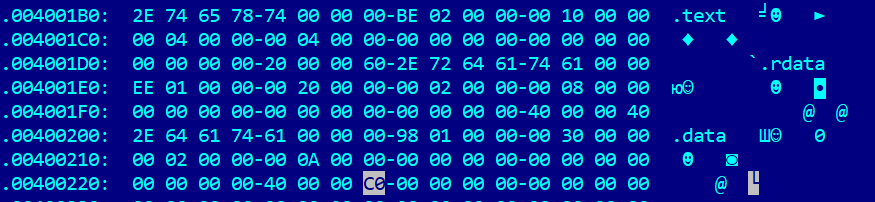 .004001B0:  2E 74 65 78-74 00 00 00-BE 02 00 00-00 10 00 00  .text   ╛☻   ►
.004001C0:  00 04 00 00-00 04 00 00-00 00 00 00-00 00 00 00   ♦   ♦
.004001D0:  00 00 00 00-20 00 00 60-2E 72 64 61-74 61 00 00         `.rdata
.004001E0:  EE 01 00 00-00 20 00 00-00 02 00 00-00 08 00 00  ю☺       ☻   •
.004001F0:  00 00 00 00-00 00 00 00-00 00 00 00-40 00 00 40              @  @
.00400200:  2E 64 61 74-61 00 00 00-98 01 00 00-00 30 00 00  .data   Ш☺   0
.00400210:  00 02 00 00-00 0A 00 00-00 00 00 00-00 00 00 00   ☻   ◙
.00400220:  00 00 00 00-40 00 00 C0-00 00 00 00-00 00 00 00      @  └